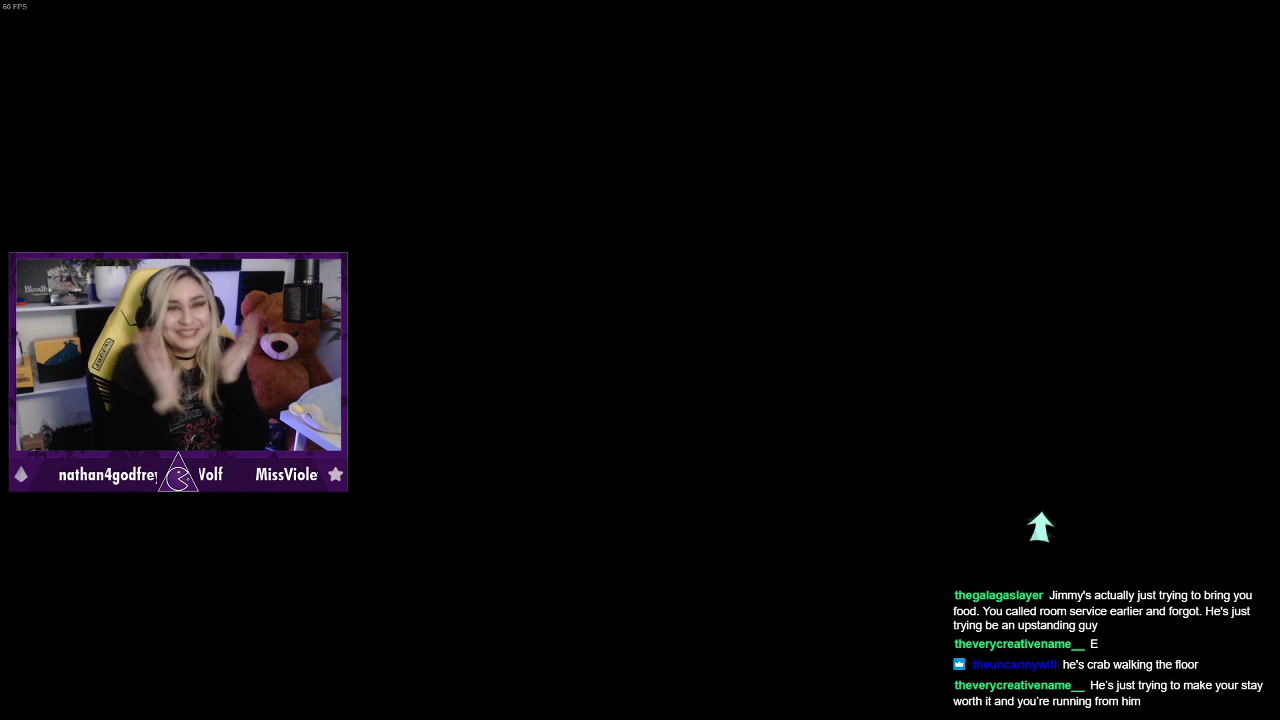 60 FPS
nathan4godfrey
Wolf
MissViole
thegalagaslayer Jimmy's actually just trying to bring you
food. You called room service earlier and forgot. He's just
trying be an upstanding guy
theverycreativename__ E
theuncannywill he's crab walking the floor
theverycreativename__ He's just trying to make your stay
worth it and you're running from him